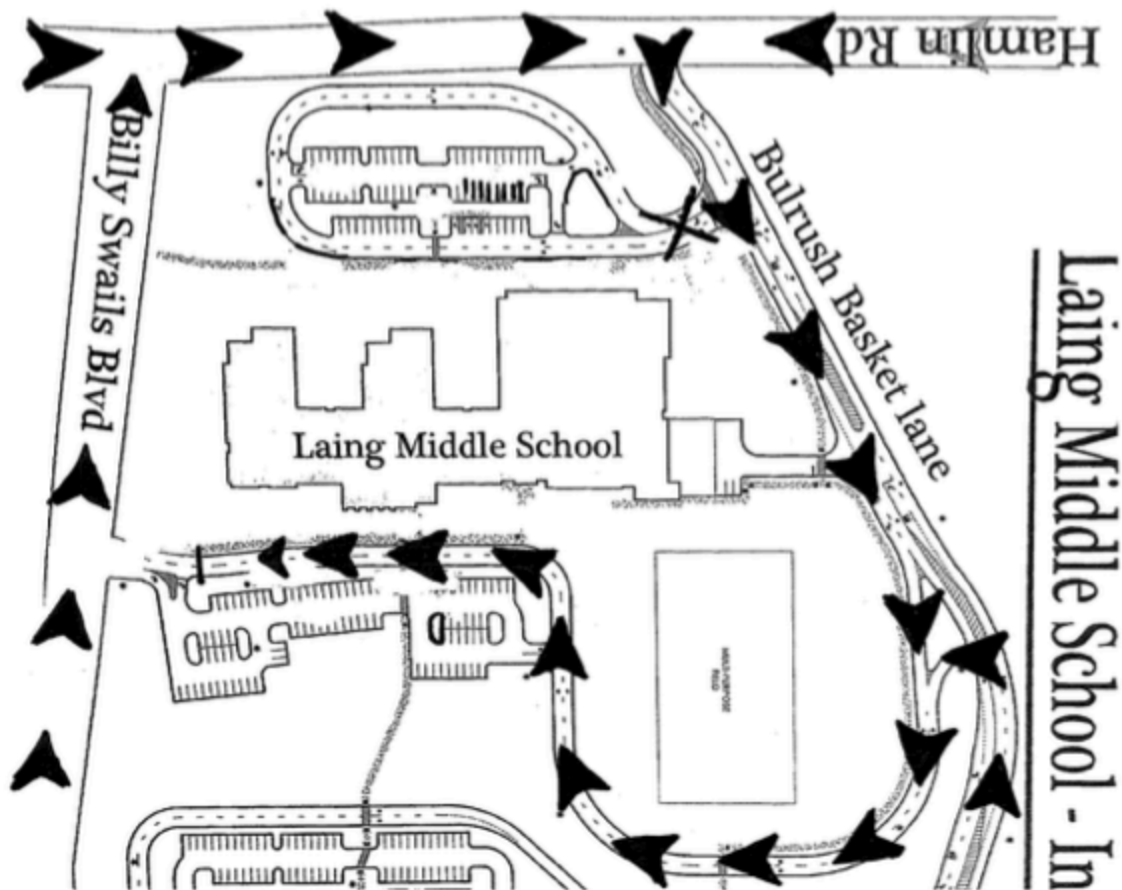 Hamlin Rd
Billy Swails Blvd
Bulrush Basket lane
Laing Middle School - In
Laing Middle School